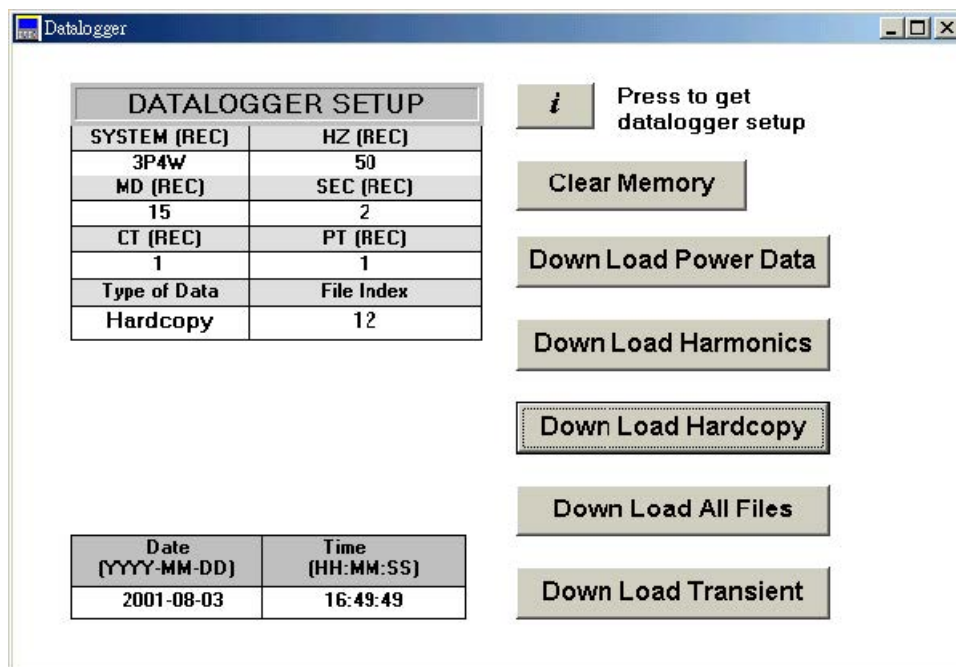 Datalogger
DATALOGGER SETUP
SYSTEM (REC) HZ (REC)
3P4W 50
MD (REC) SEC (REC)
15 2
CT (REC) PT (REC)
1 1
Type of Data File Index
Hardcopy 12
i Press to get
datalogger setup
Clear Memory
Down Load Power Data
Down Load Harmonics
Down Load Hardcopy
Down Load All Files
Down Load Transient
Date Time
(YYYY-MM-DD) (HH:MM:SS)
2001-08-03 16:49:49